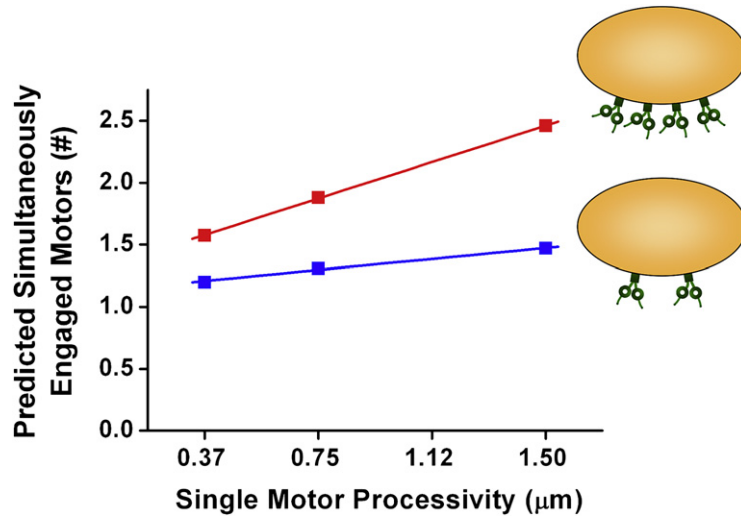 Predicted Simultaneously
Engaged Motors (#)
2.5
2.0
1.5
1.0
0.5
0.0
0.37 0.75 1.12 1.50
Single Motor Processivity (μm)